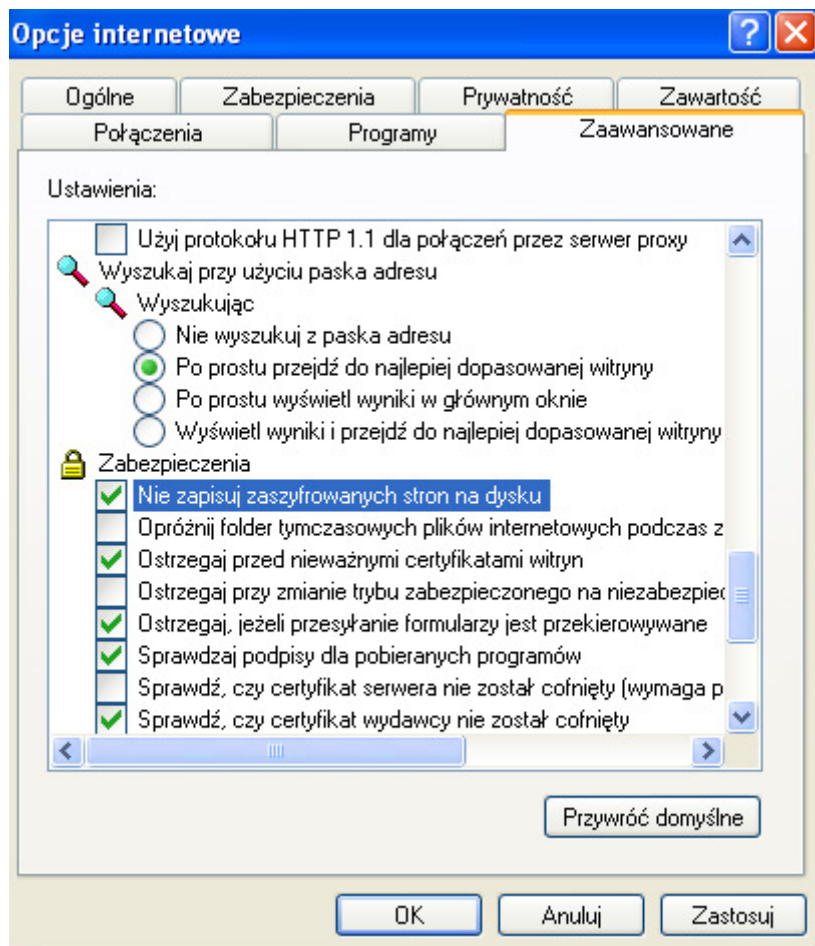 Opcje internetowe
Ogólne Zabezpieczenia Prywatność Zawartość
Połączenia Programy Zaawansowane
Ustawienia:
Użyj protokołu HTTP 1.1 dla połączeń przez serwer proxy
Wyszukaj przy użyciu paska adresu
Wyszukując
Nie wyszukuj z paska adresu
Po prostu przejdź do najlepiej dopasowanej witryny
Po prostu wyświetl wyniki w głównym oknie
Wyświetl wyniki i przejdź do najlepiej dopasowanej witryny
Zabezpieczenia
Nie zapisuj zaszyfrowanych stron na dysku
Opróżnij folder tymczasowych plików internetowych podczas z
Ostrzegaj przed nieważnymi certyfikatami witryn
Ostrzegaj przy zmianie trybu zabezpieczonego na niezabezpiec
Ostrzegaj, jeżeli przesyłanie formularzy jest przekierowywane
Sprawdzaj podpisy dla pobieranych programów
Sprawdź, czy certyfikat serwera nie został cofnięty (wymaga p
Sprawdź, czy certyfikat wydawcy nie został cofnięty
Przywróć domyślne
OK Anuluj Zastosuj